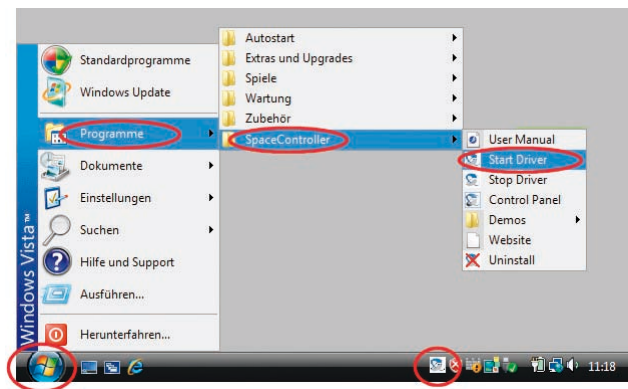 Windows Vista™
Standardprogramme
Windows Update
Programme
Dokumente
Einstellungen
Suchen
Hilfe und Support
Ausführen...
Herunterfahren...
Autostart
Extras und Upgrades
Spiele
Wartung
Zubehör
SpaceController
User Manual
Start Driver
Stop Driver
Control Panel
Demos
Website
Uninstall
11:18